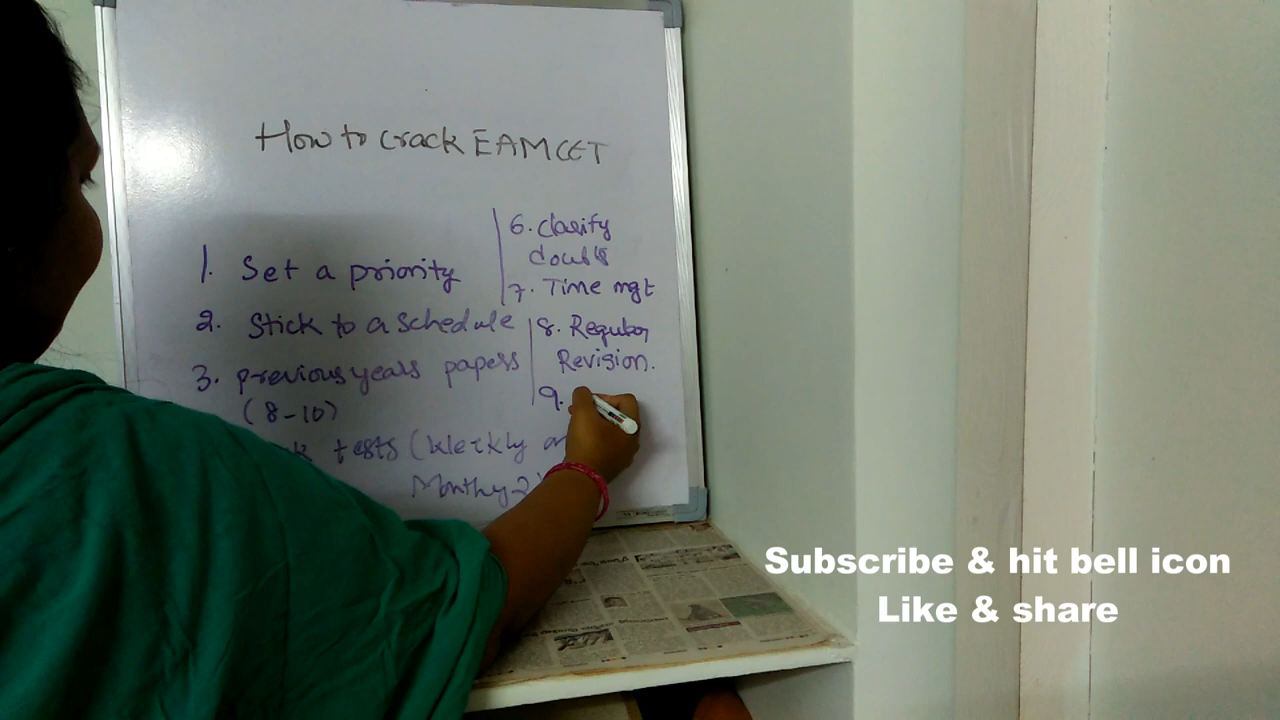 How to crack EAMCET
1. Set a priority
2. Stick to a schedule
3. previous years papers
(8-10)
tests (Weekly
Monthy 2
6. clarify
doubts
7. Time mgt
8. Regular
Revision.
9.
Subscribe & hit bell icon
Like & share